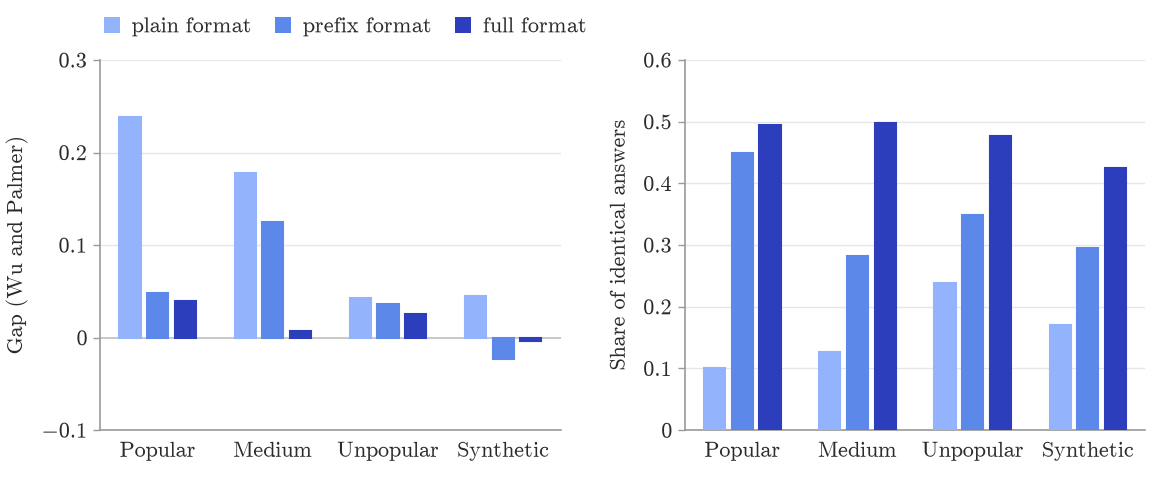 plain format prefix format full format
Gap (Wu and Palmer)
0.3
0.2
0.1
0
−0.1
Popular Medium Unpopular Synthetic
Share of identical answers
0.6
0.5
0.4
0.3
0.2
0.1
0
Popular Medium Unpopular Synthetic